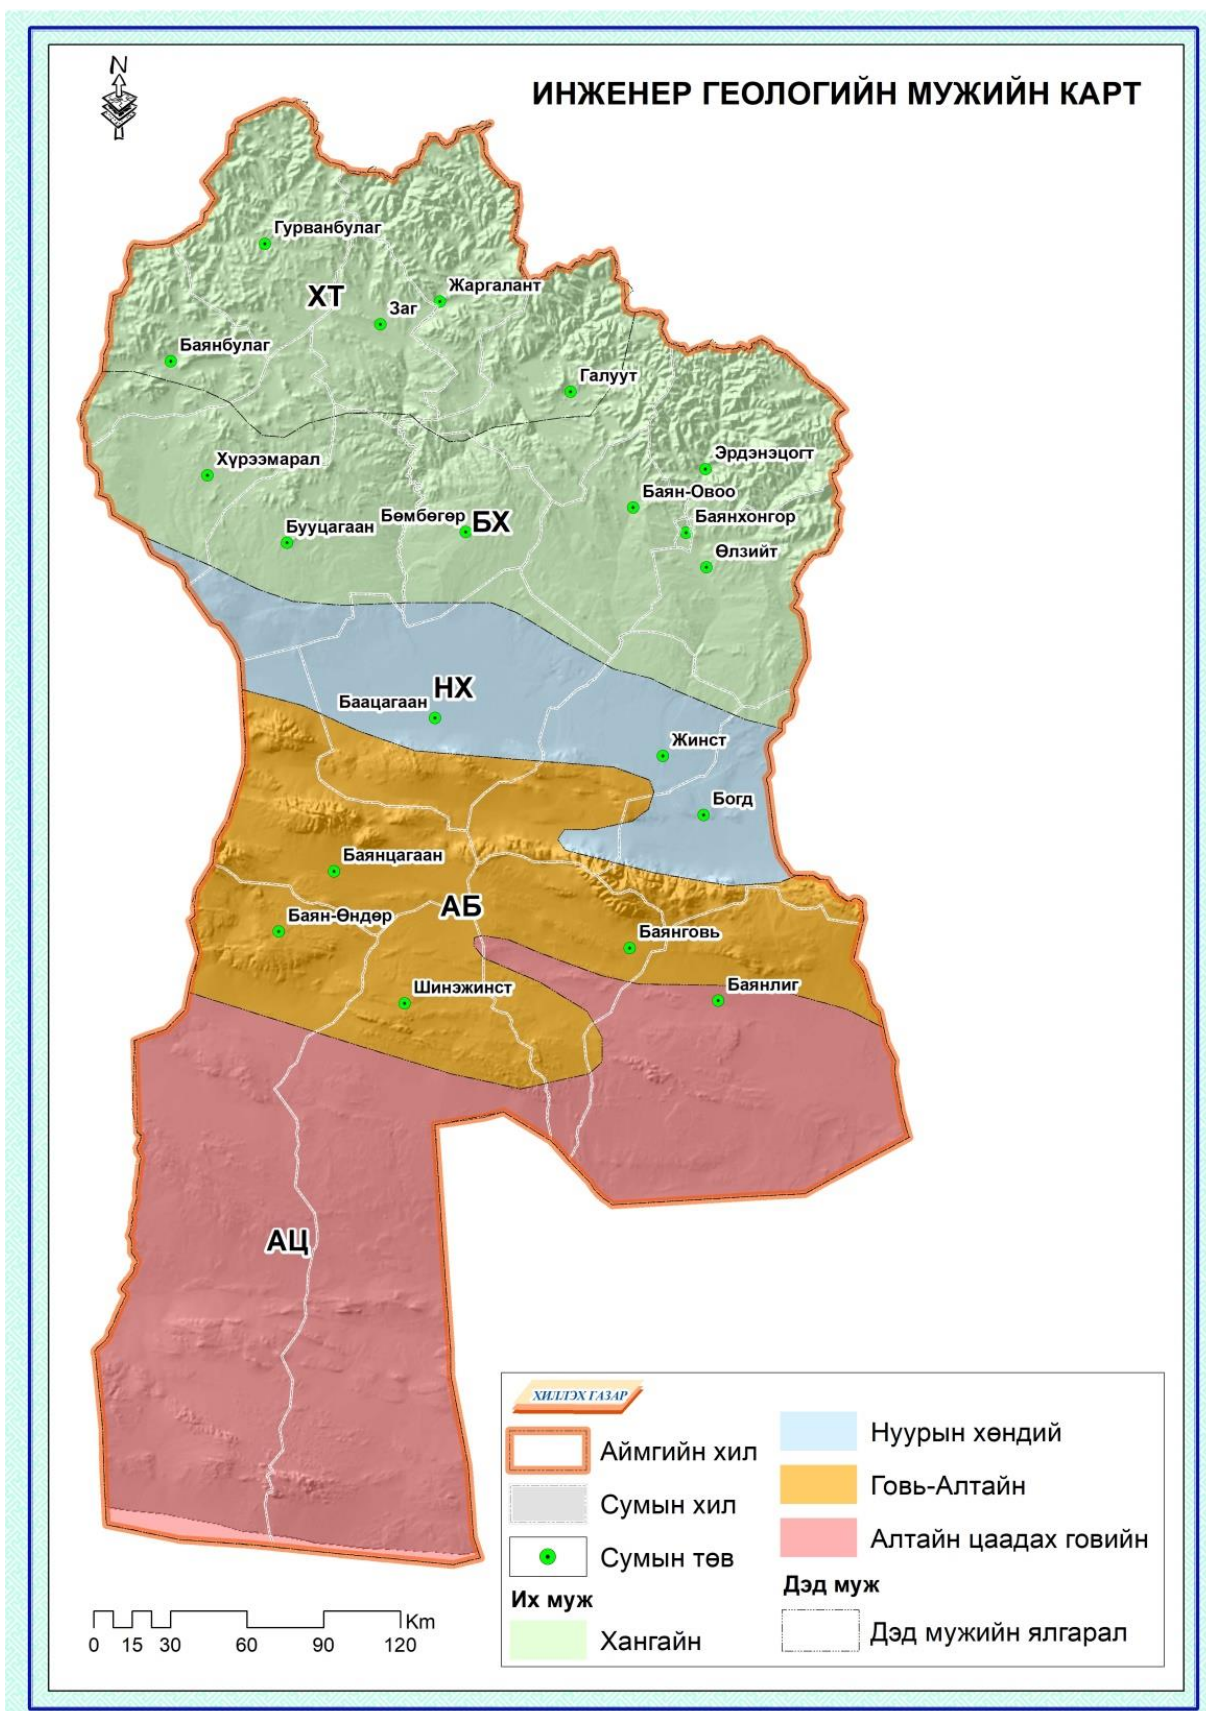 N
ИНЖЕНЕР ГЕОЛОГИЙН МУЖИЙН КАРТ
Гурванбулаг
ХТ
Жаргалант
Заг
Баянбулаг
Галуут
Хүрээмарал
Эрдэнэцогт
Баян-Овоо
Бууцагаан
Бөмбөгөр
БХ
Баянхонгор
Өлзийт
НХ
Баацагаан
Жинст
Богд
Баянцагаан
АБ
Баян-Өндөр
Баянговь
Шинэжинст
Баянлиг
АЦ
ХИЛЛЭХ ГАЗАР
Аймгийн хил
Сумын хил
Сумын төв
Их муж
Хангайн
Нуурын хөндий
Говь-Алтайн
Алтайн цаадах говийн
Дэд муж
Дэд мужийн ялгарал
Km
0 15 30 60 90 120